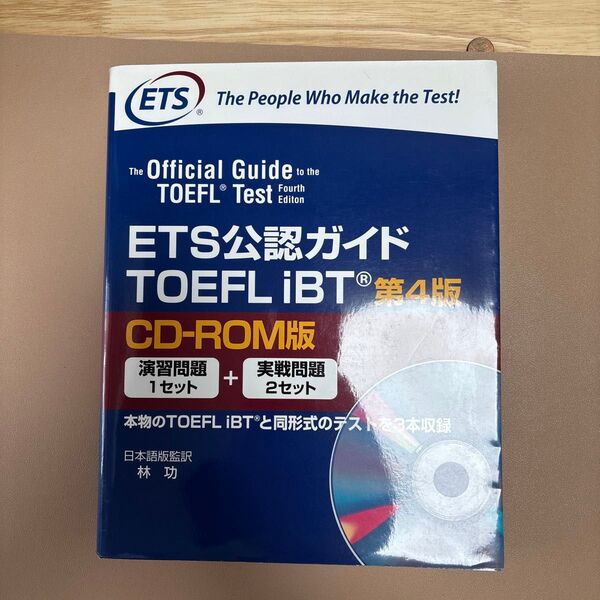 ETS® The People Who Make the Test!
The Official Guide to the
TOEFL® Test Fourth Editon
ETS公認ガイド
TOEFL iBT® 第4版
CD-ROM版
演習問題 1セット + 実戦問題 2セット
本物のTOEFL iBT®と同形式のテストを3本収録
日本語版監訳
林 功